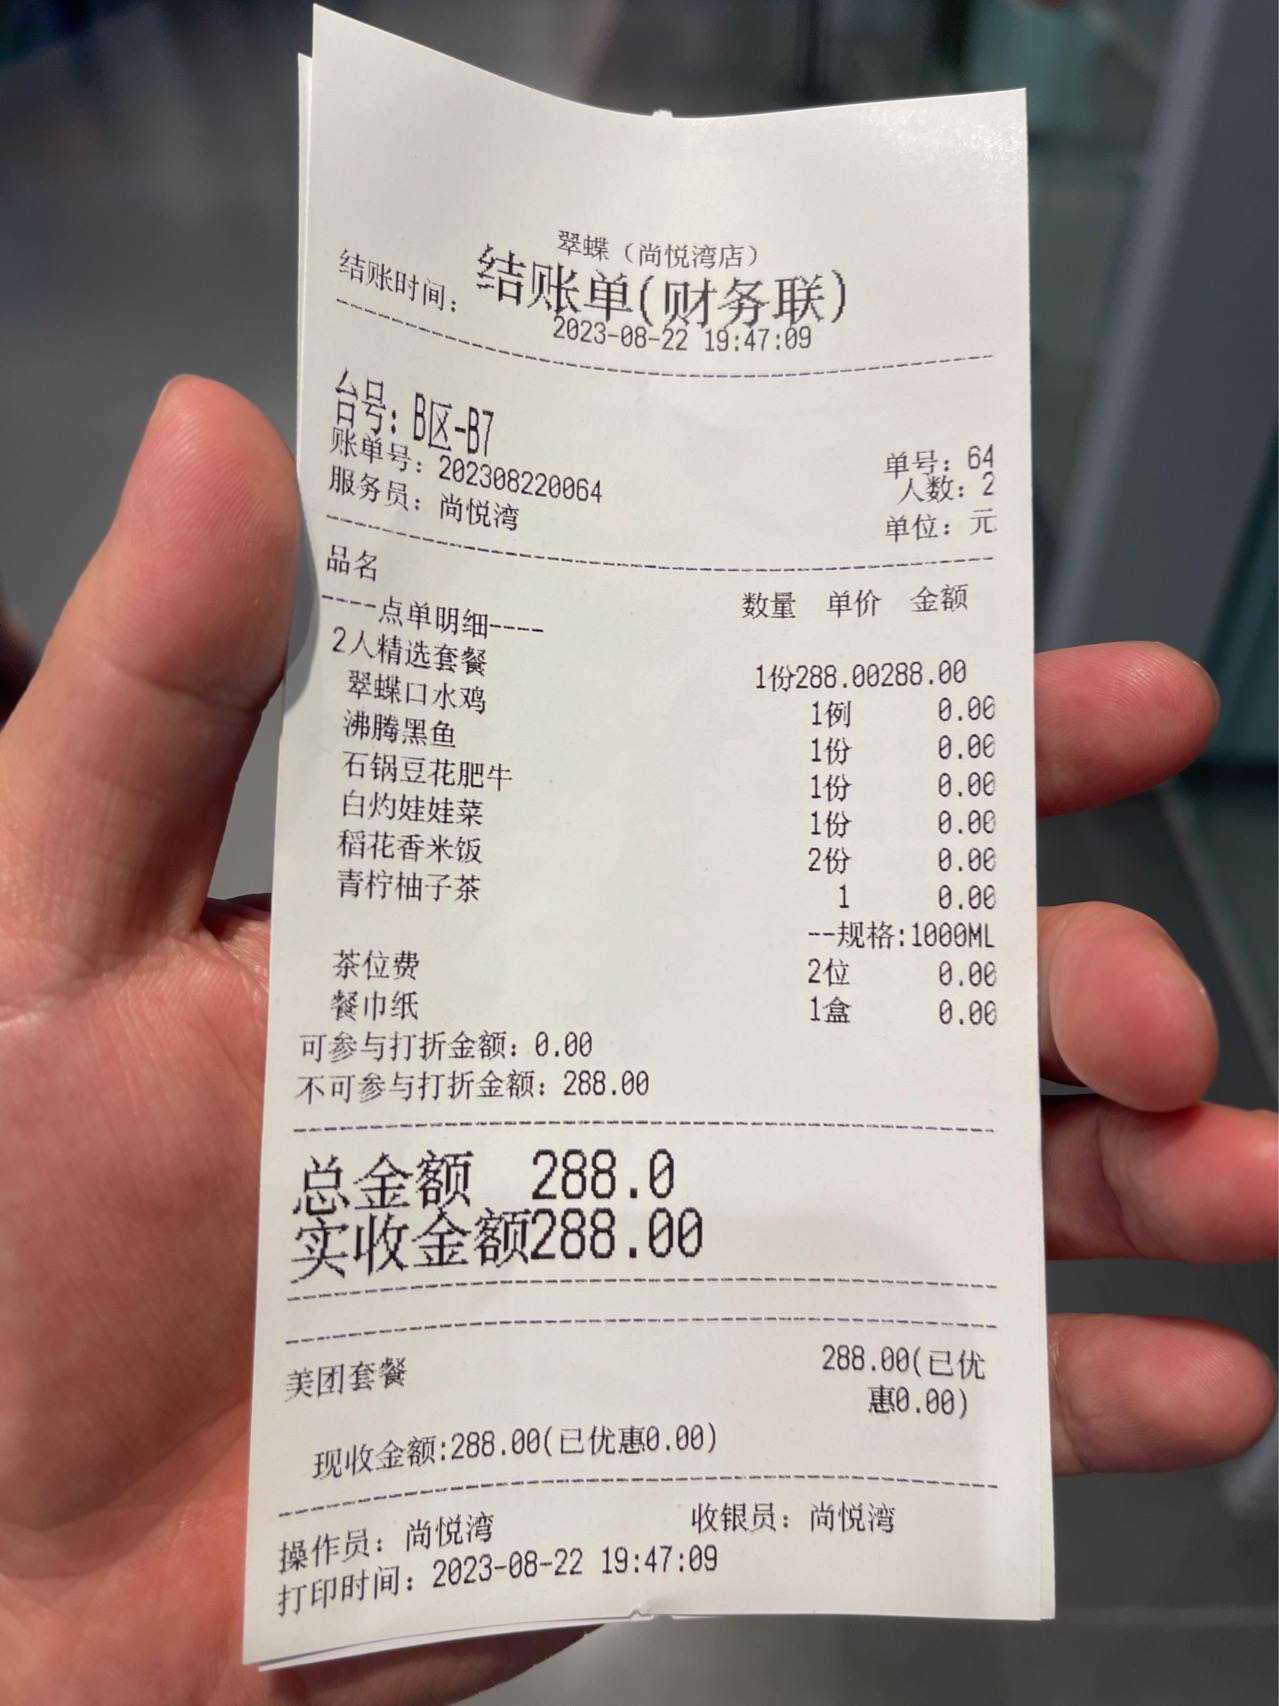 翠蝶（尚悦湾店）
结账单(财务联)
结账时间： 2023-08-22 19:47:09
台号：B区-B7
账单号：202308220064 单号：64
人数：2
服务员：尚悦湾 单位：元
品名 数量 单价 金额
----点单明细----
2人精选套餐 1份288.00288.00
翠蝶口水鸡 1例 0.00
沸腾黑鱼 1份 0.00
石锅豆花肥牛 1份 0.00
白灼娃娃菜 1份 0.00
稻花香米饭 2份 0.00
青柠柚子茶 1 0.00
--规格:1000ML
茶位费 2位 0.00
餐巾纸 1盒 0.00
可参与打折金额：0.00
不可参与打折金额：288.00
总金额 288.0
实收金额288.00
美团套餐 288.00(已优
惠0.00)
现收金额:288.00(已优惠0.00)
操作员：尚悦湾 收银员：尚悦湾
打印时间：2023-08-22 19:47:09